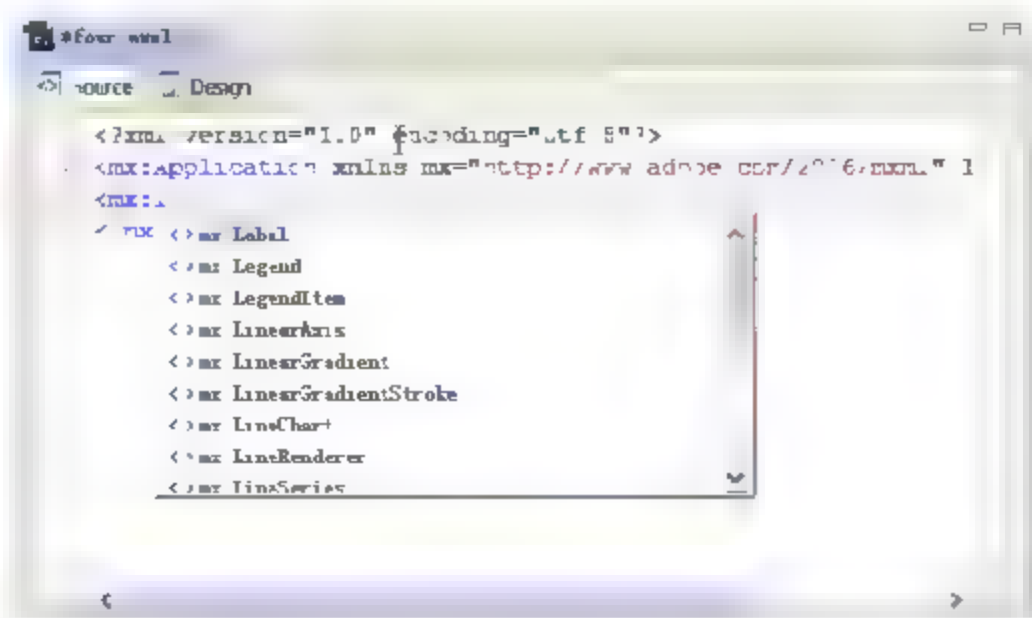 *four mxml
Source Design
<?xml version="1.0" encoding="utf-8"?>
<mx:Application xmlns:mx="http://www.adobe.com/2006/mxml" l
<mx:L
</mx
<>mx:Label
<>mx:Legend
<>mx:LegendItem
<>mx:LinearAxis
<>mx:LinearGradient
<>mx:LinearGradientStroke
<>mx:LineChart
<>mx:LineRenderer
<>mx:LineSeries